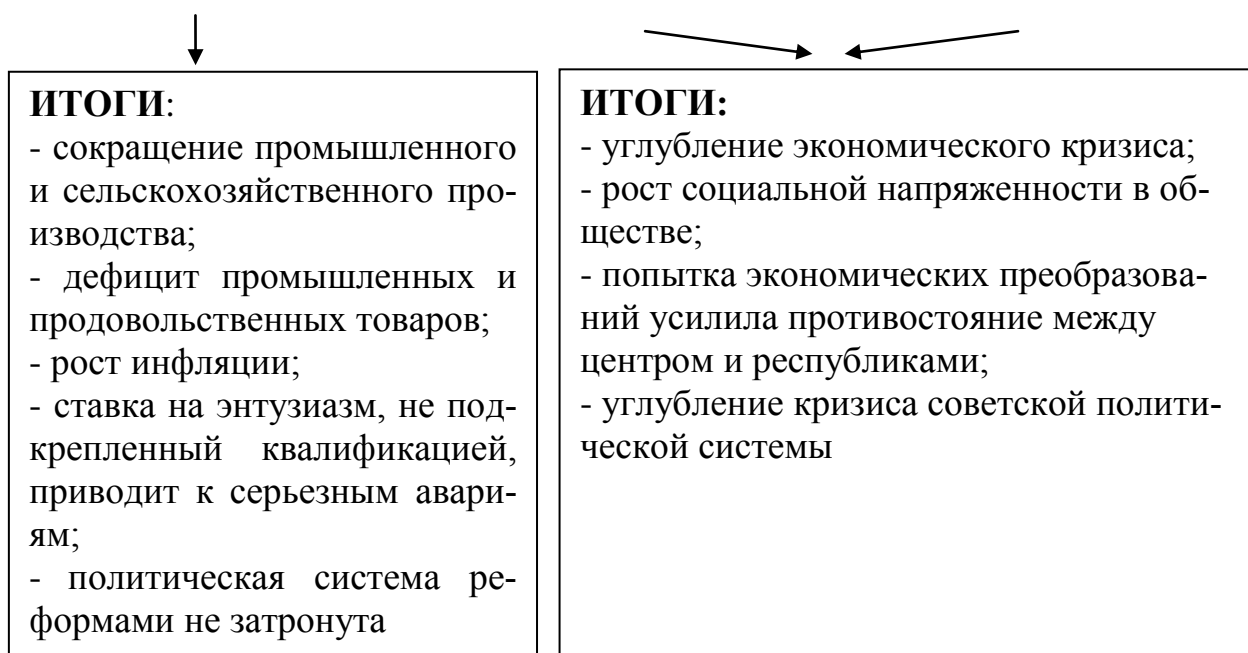 ИТОГИ:
- сокращение промышленного
и сельскохозяйственного про-
изводства;
- дефицит промышленных и
продовольственных товаров;
- рост инфляции;
- ставка на энтузиазм, не под-
крепленный квалификацией,
приводит к серьезным авари-
ям;
- политическая система ре-
формами не затронута
ИТОГИ:
- углубление экономического кризиса;
- рост социальной напряженности в об-
ществе;
- попытка экономических преобразова-
ний усилила противостояние между
центром и республиками;
- углубление кризиса советской полити-
ческой системы